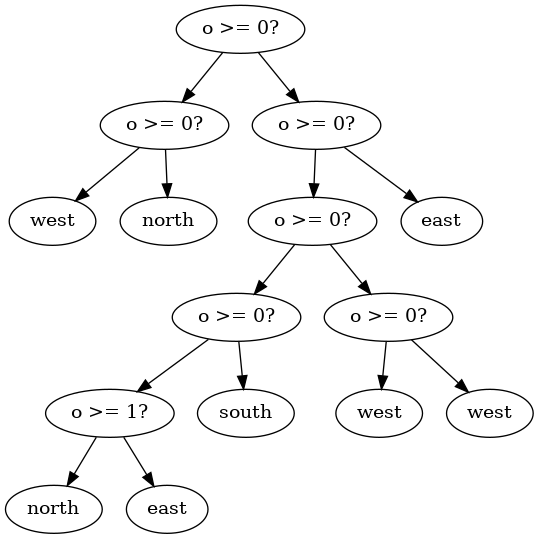 o >= 0?
o >= 0?
o >= 0?
west
north
o >= 0?
east
o >= 0?
o >= 0?
o >= 1?
south
west
west
north
east